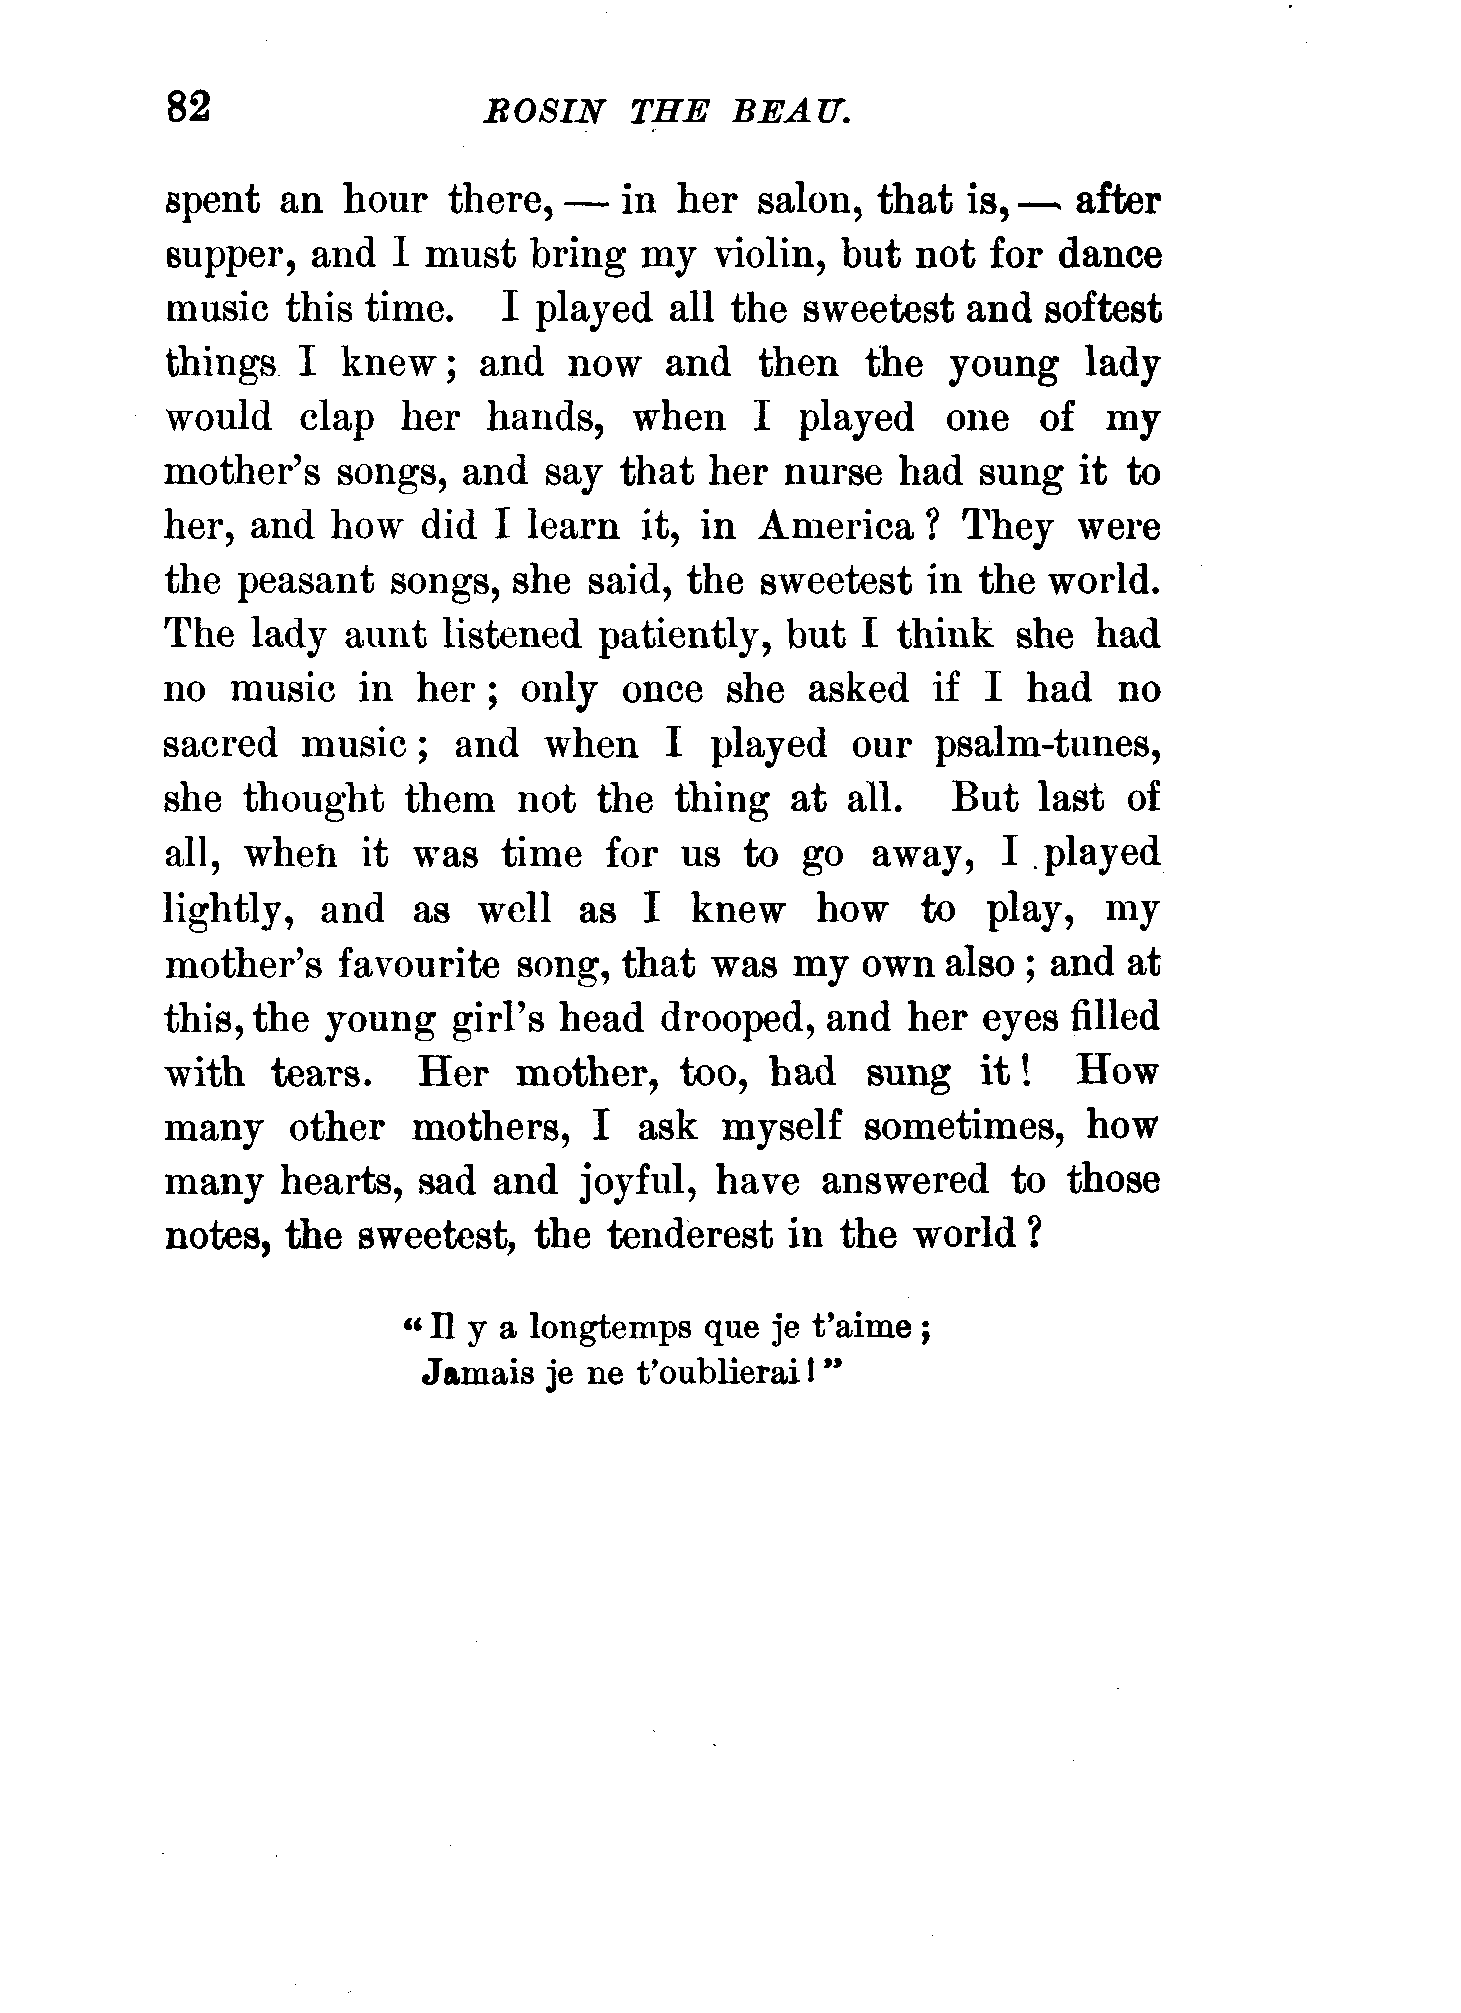 82 ROSIN THE BEAU.
spent an hour there, — in her salon, that is, — after
supper, and I must bring my violin, but not for dance
music this time. I played all the sweetest and softest
things I knew; and now and then the young lady
would clap her hands, when I played one of my
mother's songs, and say that her nurse had sung it to
her, and how did I learn it, in America? They were
the peasant songs, she said, the sweetest in the world.
The lady aunt listened patiently, but I think she had
no music in her; only once she asked if I had no
sacred music; and when I played our psalm-tunes,
she thought them not the thing at all. But last of
all, when it was time for us to go away, I played
lightly, and as well as I knew how to play, my
mother's favourite song, that was my own also; and at
this, the young girl's head drooped, and her eyes filled
with tears. Her mother, too, had sung it! How
many other mothers, I ask myself sometimes, how
many hearts, sad and joyful, have answered to those
notes, the sweetest, the tenderest in the world?
"Il y a longtemps que je t'aime;
Jamais je ne t'oublierai!"